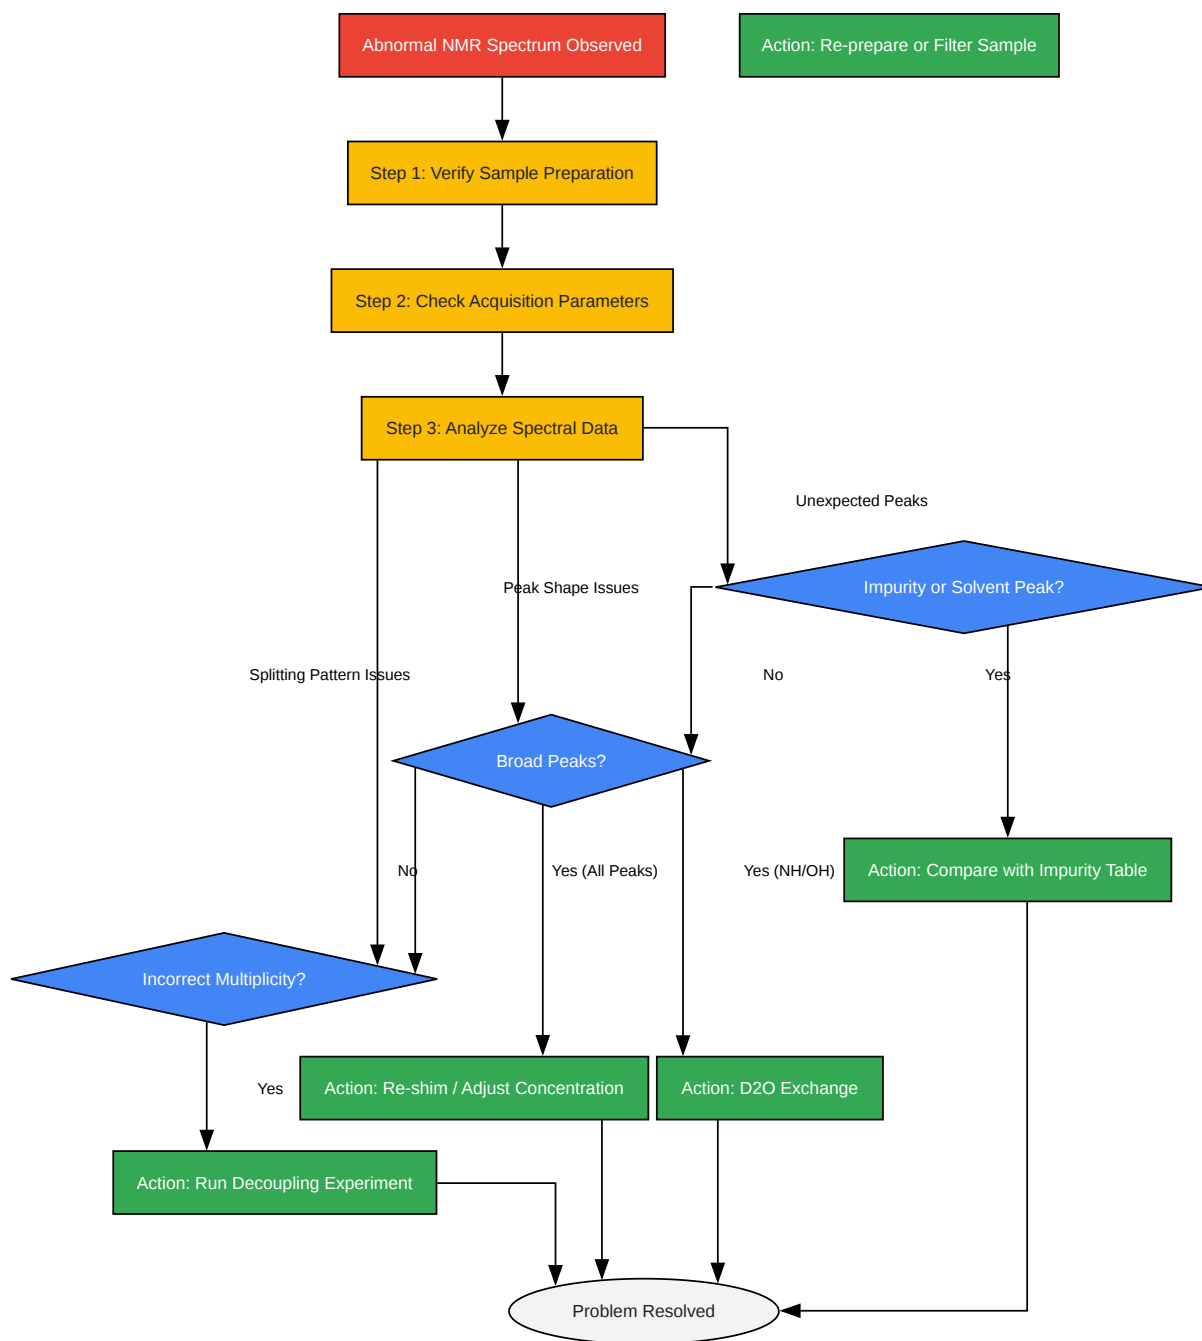 Abnormal NMR Spectrum Observed
Action: Re-prepare or Filter Sample
Step 1: Verify Sample Preparation
Step 2: Check Acquisition Parameters
Step 3: Analyze Spectral Data
Unexpected Peaks
Peak Shape Issues
Impurity or Solvent Peak?
Splitting Pattern Issues
No
Yes
Broad Peaks?
No
Yes (All Peaks)
Yes (NH/OH)
Action: Compare with Impurity Table
Incorrect Multiplicity?
Yes
Action: Re-shim / Adjust Concentration
Action: D2O Exchange
Action: Run Decoupling Experiment
Problem Resolved